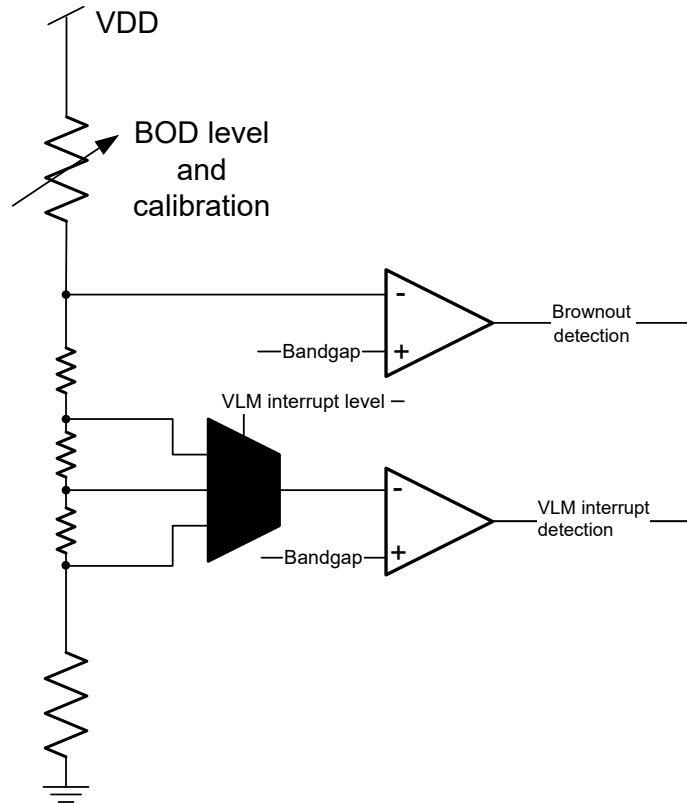 VDD
BOD level
and
calibration
-
Bandgap
+
Brownout
detection
VLM interrupt level
-
Bandgap
+
VLM interrupt
detection